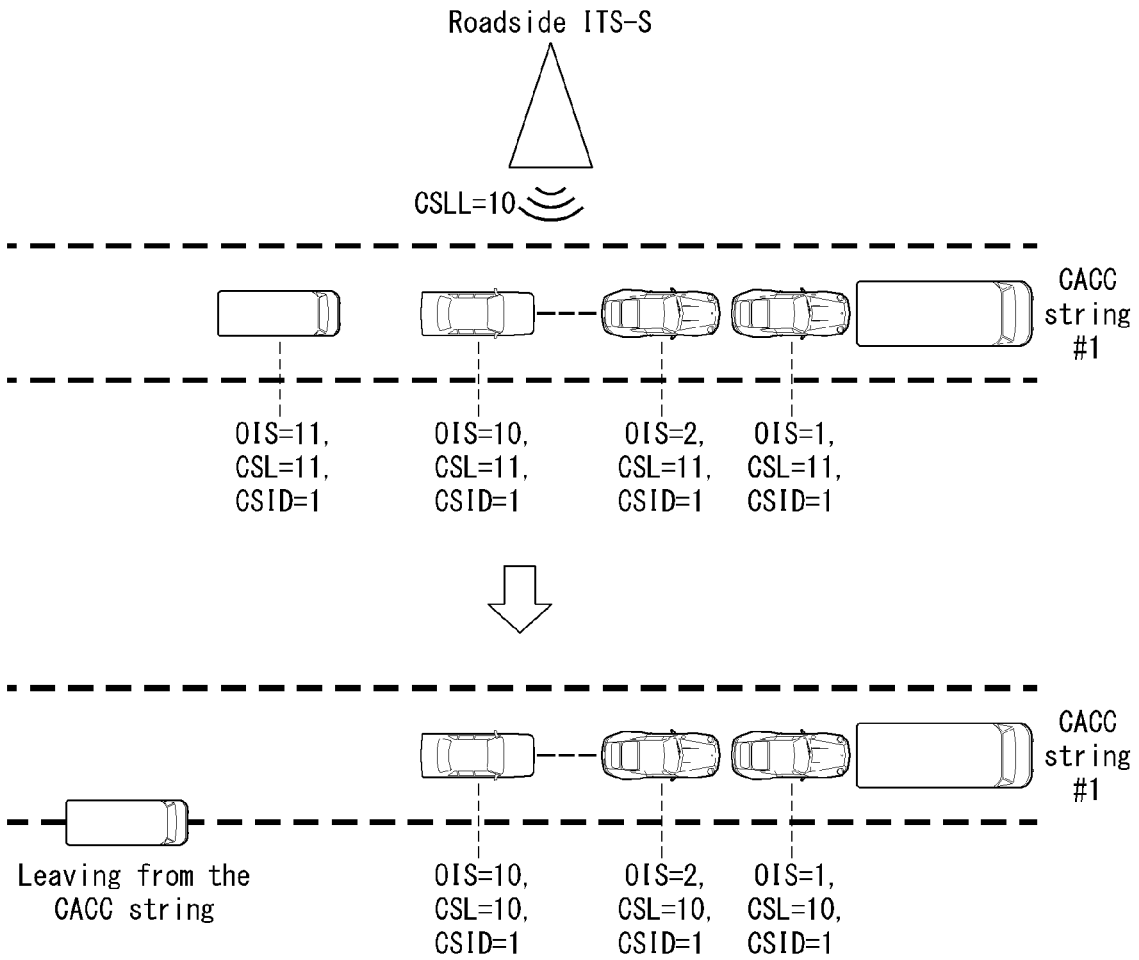 Roadside ITS-S
CSLL=10
CACC
string
#1
OIS=11,
CSL=11,
CSID=1
OIS=10,
CSL=11,
CSID=1
OIS=2,
CSL=11,
CSID=1
OIS=1,
CSL=11,
CSID=1
CACC
string
#1
Leaving from the
CACC string
OIS=10,
CSL=10,
CSID=1
OIS=2,
CSL=10,
CSID=1
OIS=1,
CSL=10,
CSID=1